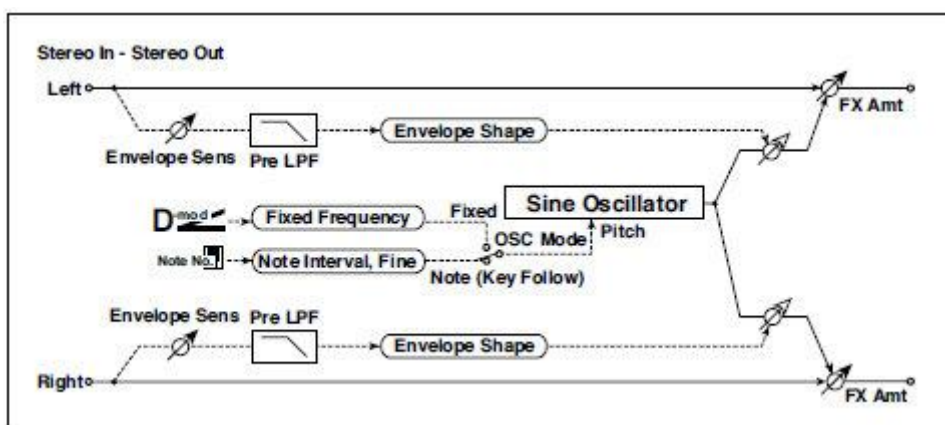 Stereo In - Stereo Out
Left
FX Amt
Envelope Sens
Pre LPF
Envelope Shape
D-mod
Fixed Frequency
Fixed
Sine Oscillator
OSC Mode
Pitch
Note No.
Note Interval, Fine
Note (Key Follow)
Envelope Sens
Pre LPF
Envelope Shape
Right
FX Amt